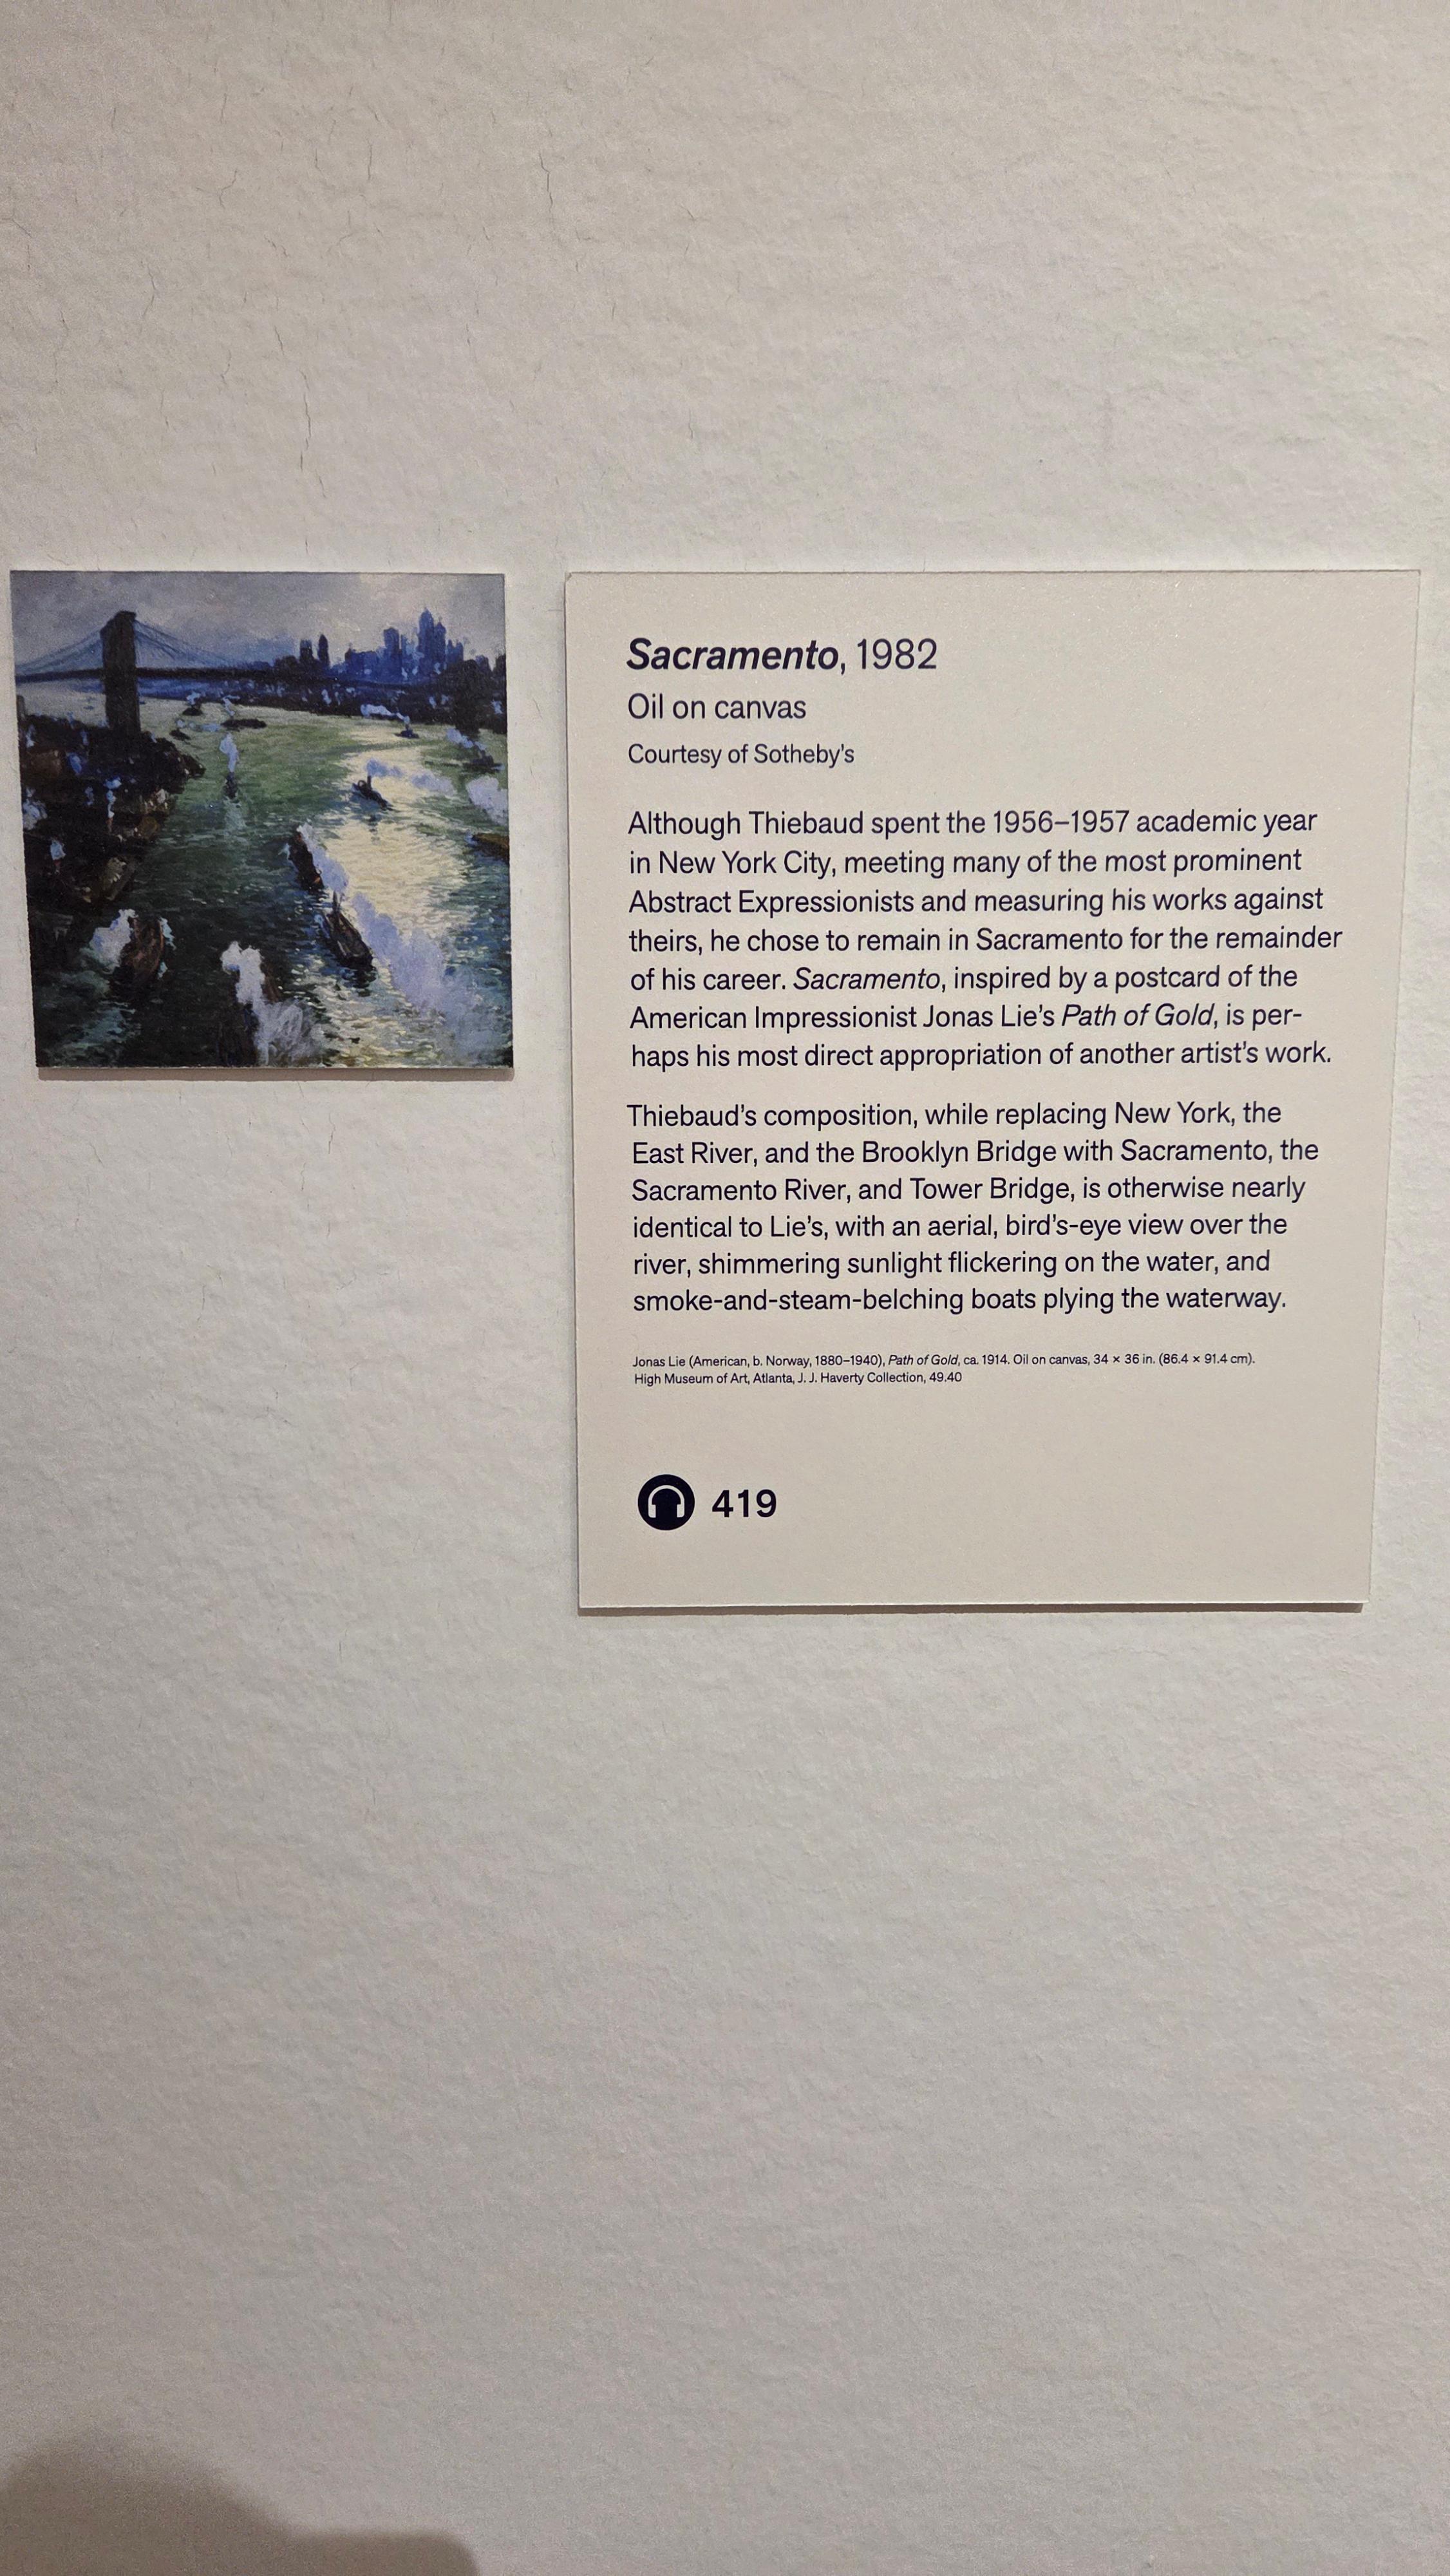 Sacramento, 1982
Oil on canvas
Courtesy of Sotheby's
Although Thiebaud spent the 1956–1957 academic year
in New York City, meeting many of the most prominent
Abstract Expressionists and measuring his works against
theirs, he chose to remain in Sacramento for the remainder
of his career. Sacramento, inspired by a postcard of the
American Impressionist Jonas Lie's Path of Gold, is per-
haps his most direct appropriation of another artist's work.
Thiebaud's composition, while replacing New York, the
East River, and the Brooklyn Bridge with Sacramento, the
Sacramento River, and Tower Bridge, is otherwise nearly
identical to Lie's, with an aerial, bird's-eye view over the
river, shimmering sunlight flickering on the water, and
smoke-and-steam-belching boats plying the waterway.
Jonas Lie (American, b. Norway, 1880–1940), Path of Gold, ca. 1914. Oil on canvas, 34 × 36 in. (86.4 × 91.4 cm).
High Museum of Art, Atlanta, J. J. Haverty Collection, 49.40
419